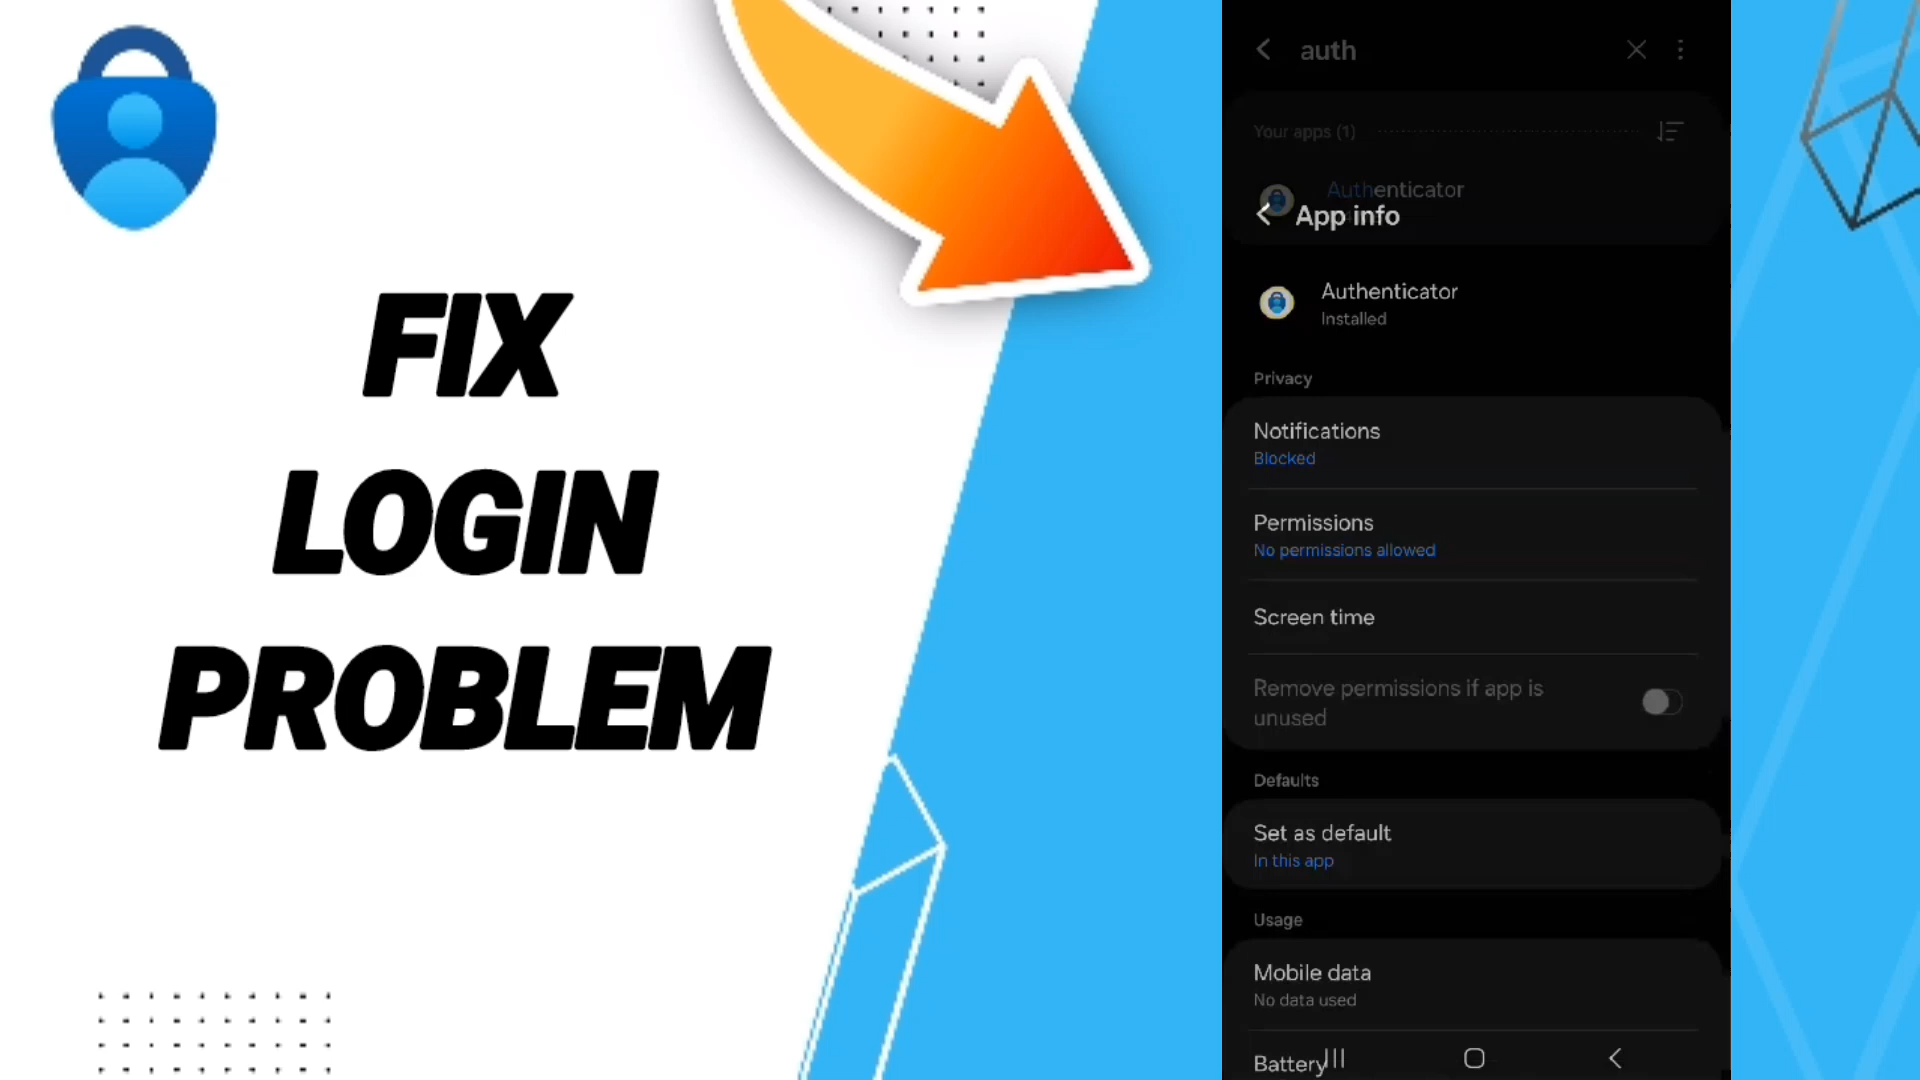 FIX
LOGIN
PROBLEM
auth
Your apps (1)
Authenticator
App info
Authenticator
Installed
Privacy
Notifications
Blocked
Permissions
No permissions allowed
Screen time
Remove permissions if app is
unused
Defaults
Set as default
In this app
Usage
Mobile data
No data used
Battery